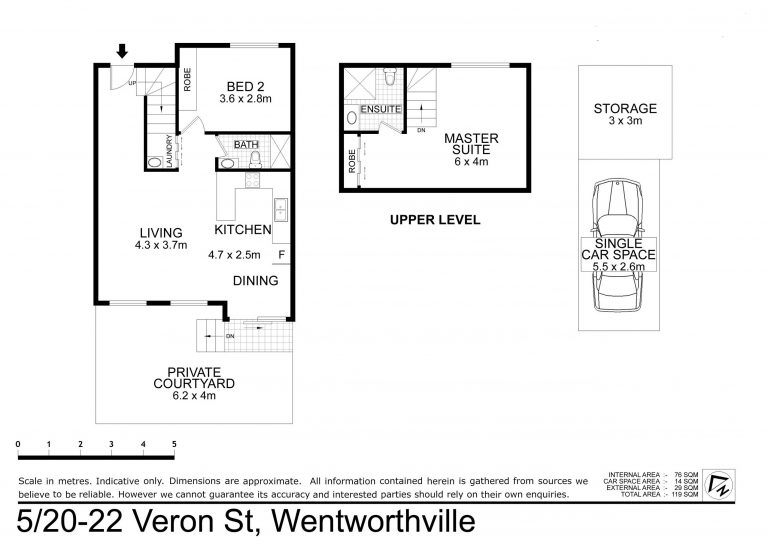 UP
ROBE
BED 2
3.6 x 2.8m
LAUNDRY
BATH
LIVING
4.3 x 3.7m
KITCHEN
4.7 x 2.5m
F
DINING
DN
PRIVATE
COURTYARD
6.2 x 4m
ENSUITE
DN
ROBE
MASTER
SUITE
6 x 4m
UPPER LEVEL
STORAGE
3 x 3m
SINGLE
CAR SPACE
5.5 x 2.6m
0 1 2 3 4 5
Scale in metres. Indicative only. Dimensions are approximate. All information contained herein is gathered from sources we
believe to be reliable. However we cannot guarantee its accuracy and interested parties should rely on their own enquiries.
INTERNAL AREA :- 76 SQM
CAR SPACE AREA :- 14 SQM
EXTERNAL AREA :- 29 SQM
TOTAL AREA :- 119 SQM
N
5/20-22 Veron St, Wentworthville